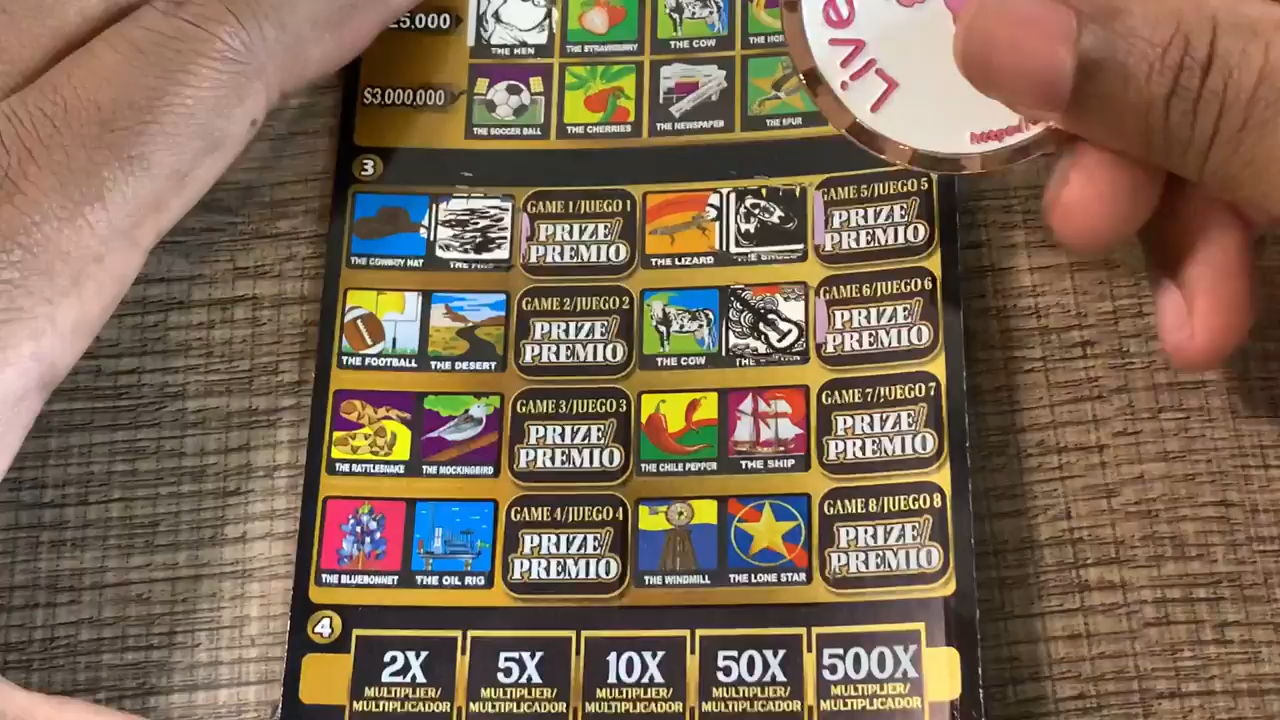 25,000
THE HEN THE STRAWBERRY THE COW
$3,000,000
THE SOCCER BALL THE CHERRIES THE NEWSPAPER THE SPUR
Live
3
GAME 1/JUEGO 1
PRIZE/
PREMIO
GAME 5/JUEGO 5
PRIZE/
PREMIO
THE COWBOY HAT THE THE LIZARD THE
GAME 2/JUEGO 2
PRIZE/
PREMIO
GAME 6/JUEGO 6
PRIZE/
PREMIO
THE FOOTBALL THE DESERT THE COW THE
GAME 3/JUEGO 3
PRIZE/
PREMIO
GAME 7/JUEGO 7
PRIZE/
PREMIO
THE RATTLESNAKE THE MOCKINGBIRD THE CHILE PEPPER THE SHIP
GAME 4/JUEGO 4
PRIZE/
PREMIO
GAME 8/JUEGO 8
PRIZE/
PREMIO
THE BLUEBONNET THE OIL RIG THE WINDMILL THE LONE STAR
4
2X 5X 10X 50X 500X
MULTIPLIER/ MULTIPLIER/ MULTIPLIER/ MULTIPLIER/ MULTIPLIER/
MULTIPLICADOR MULTIPLICADOR MULTIPLICADOR MULTIPLICADOR MULTIPLICADOR